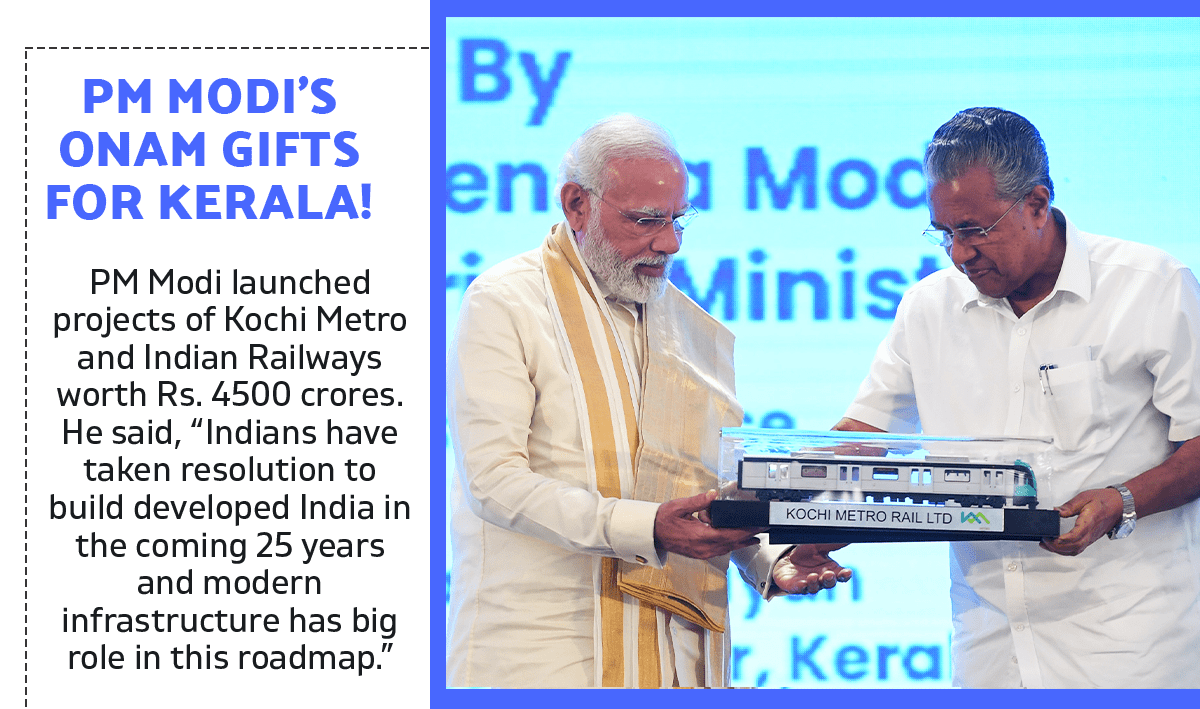 PM MODI’S
ONAM GIFTS
FOR KERALA!
PM Modi launched
projects of Kochi Metro
and Indian Railways
worth Rs. 4500 crores.
He said, “Indians have
taken resolution to
build developed India in
the coming 25 years
and modern
infrastructure has big
role in this roadmap.”
By
Minist
Keral
KOCHI METRO RAIL LTD